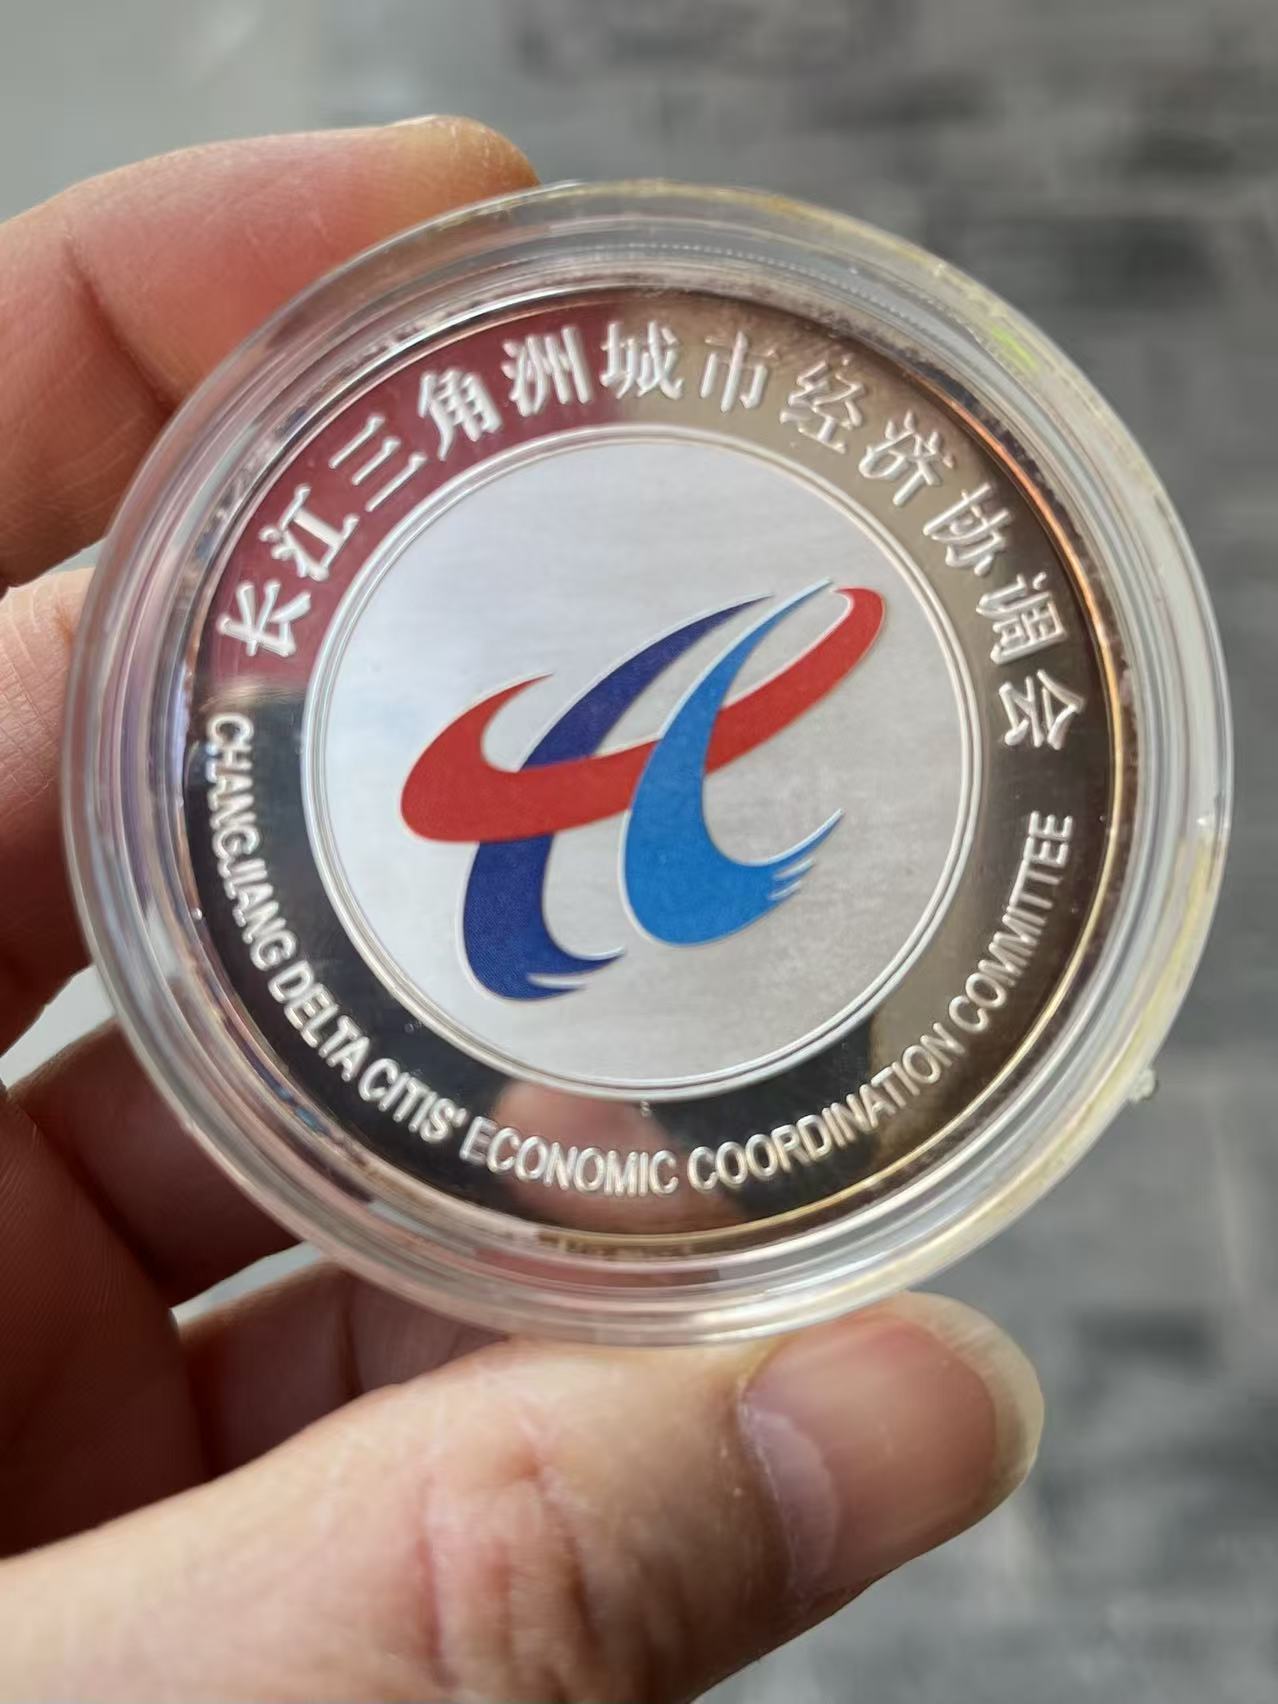 长江三角洲城市经济协调会
CHANGJIANG DELTA CITIS' ECONOMIC COORDINATION COMMITTEE